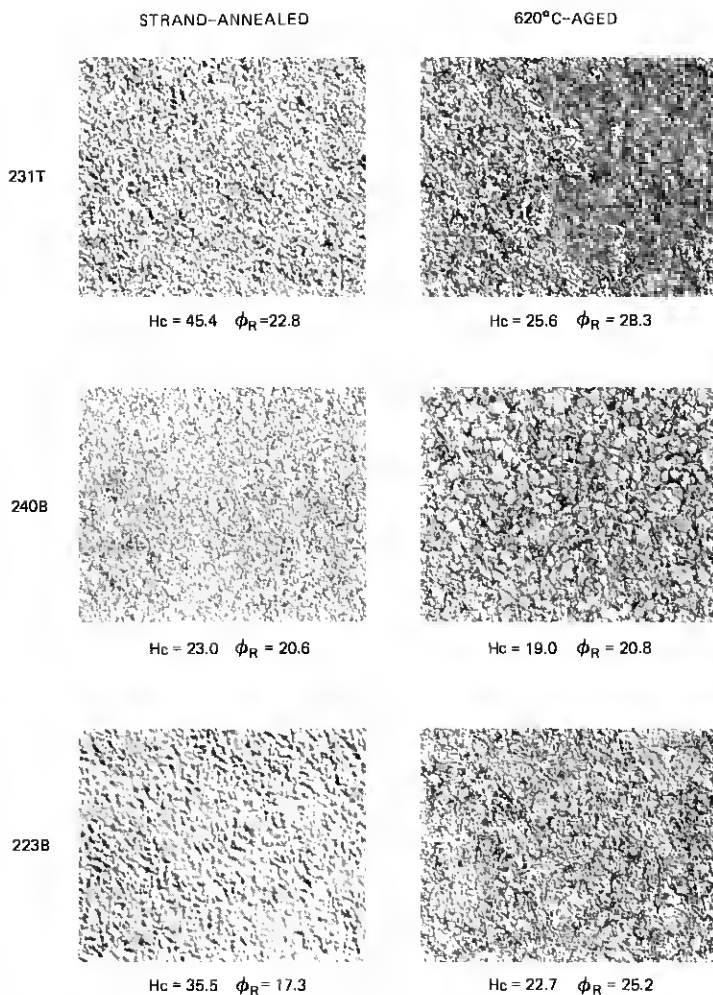 STRAND-ANNEALED 620°C-AGED
231T
Hc = 45.4 ϕR =22.8 Hc = 25.6 ϕR = 28.3
240B
Hc = 23.0 ϕR = 20.6 Hc = 19.0 ϕR = 20.8
223B
Hc = 35.5 ϕR = 17.3 Hc = 22.7 ϕR = 25.2